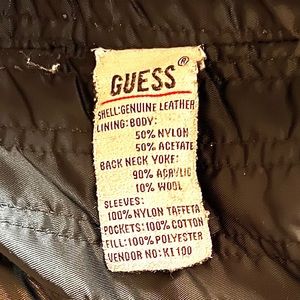 GUESS®
SHELL:GENUINE LEATHER
LINING:BODY:
50% NYLON
50% ACETATE
BACK NECK YOKE:
90% ACRYLIC
10% WOOL
SLEEVES:
100% NYLON TAFFETA
POCKETS:100% COTTON
FILL:100% POLYESTER
VENDOR NO:K1100